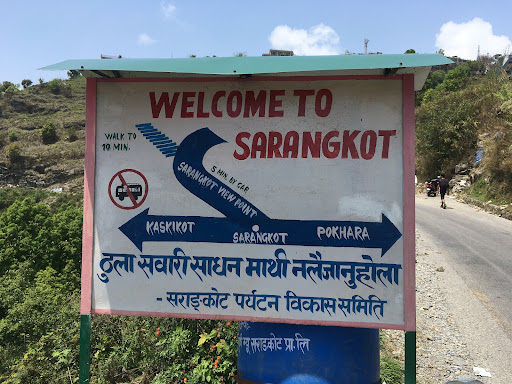 WELCOME TO
SARANGKOT
WALK TO
10 MIN.
5 MIN. BY CAR
SARANGKOT VIEW POINT
KASKIKOT
SARANGKOT
POKHARA
ठुला सवारी साधन माथी नलैजानुहोला
- सराङ्कोट पर्यटन विकास समिति
सराङकोट प्रा.लि